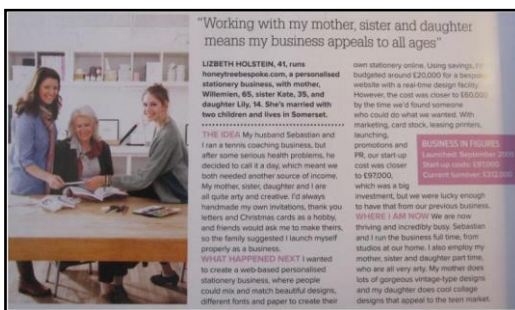 "Working with my mother, sister and daughter
means my business appeals to all ages"
LIZBETH HOLSTEIN, 41, runs
honeytreebespoke.com, a personalised
stationery business, with mother,
Willemien, 65, sister Kate, 35, and
daughter Lily, 14. She's married with
two children and lives in Somerset.
THE IDEA My husband Sebastian and
I ran a tennis coaching business, but
after some serious health problems, he
decided to call it a day, which meant we
both needed another source of income.
My mother, sister, daughter and I are
all quite arty and creative. I'd always
handmade my own invitations, thank you
letters and Christmas cards as a hobby,
and friends would ask me to make theirs,
so the family suggested I launch myself
properly as a business.
WHAT HAPPENED NEXT I wanted
to create a web-based personalised
stationery business, where people
could mix and match beautiful designs,
different fonts and paper to create their
own stationery online. Using savings,
budgeted around £20,000 for a bespoke
website with a real-time design facility.
However, the cost was closer to £60,000
by the time we'd found someone
who could do what we wanted. With
marketing, card stock, leasing printers,
launching,
promotions and
PR, our start-up
cost was closer
to £97,000,
which was a big
investment, but we were lucky enough
to have that from our previous business.
WHERE I AM NOW We are now
thriving and incredibly busy. Sebastian
and I run the business full time, from
studios at our home. I also employ my
mother, sister and daughter part time,
who are all very arty. My mother does
lots of gorgeous vintage-type designs
and my daughter does cool collage
designs that appeal to the teen market.
BUSINESS IN FIGURES
Launched: September
Start-up costs: £97,000
Current turnover: £312,000